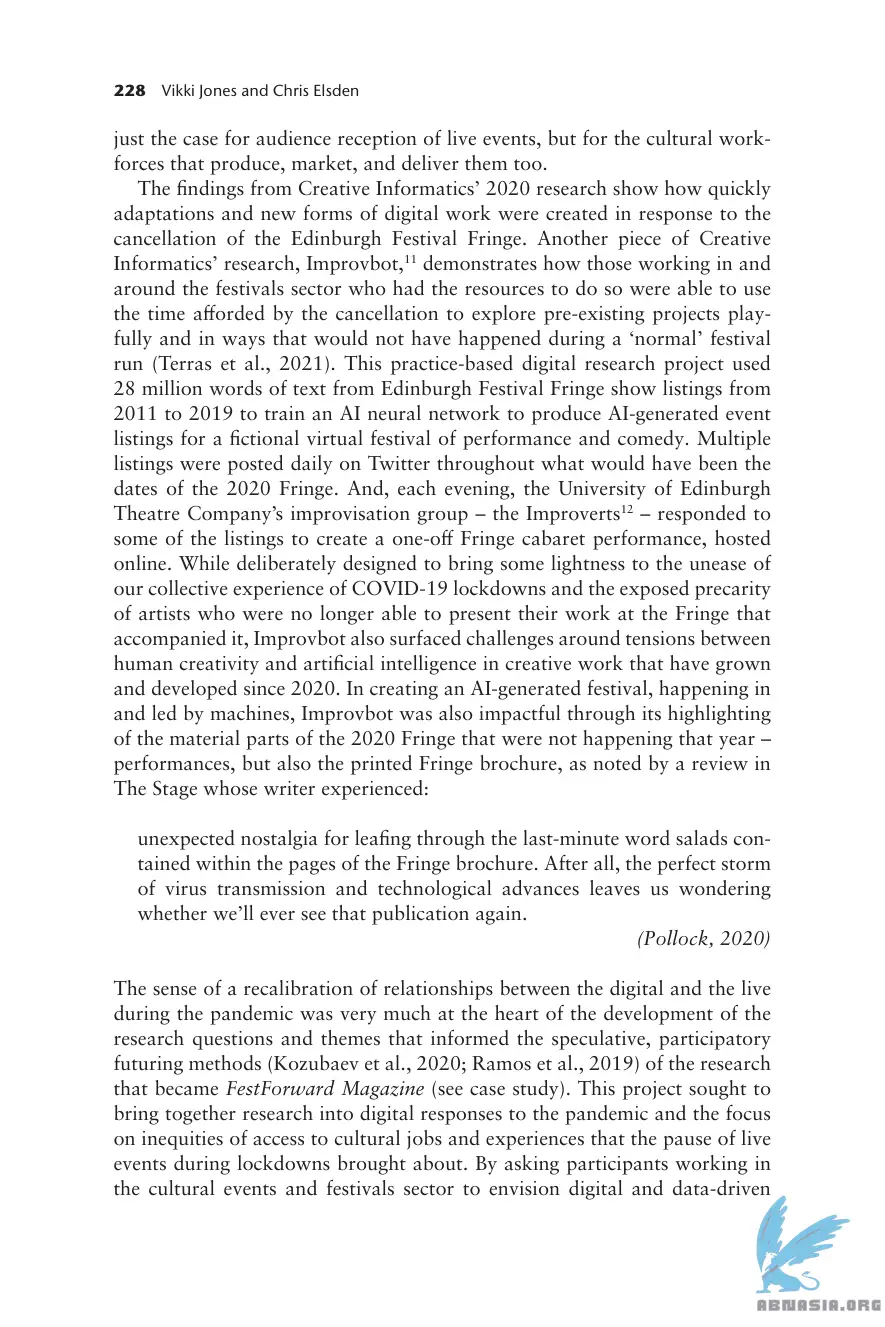 228 Vikki Jones and Chris Elsden
just the case for audience reception of live events, but for the cultural work-
forces that produce, market, and deliver them too.
The findings from Creative Informatics’ 2020 research show how quickly
adaptations and new forms of digital work were created in response to the
cancellation of the Edinburgh Festival Fringe. Another piece of Creative
Informatics’ research, Improvbot,11 demonstrates how those working in and
around the festivals sector who had the resources to do so were able to use
the time afforded by the cancellation to explore pre-existing projects play-
fully and in ways that would not have happened during a ‘normal’ festival
run (Terras et al., 2021). This practice-based digital research project used
28 million words of text from Edinburgh Festival Fringe show listings from
2011 to 2019 to train an AI neural network to produce AI-generated event
listings for a fictional virtual festival of performance and comedy. Multiple
listings were posted daily on Twitter throughout what would have been the
dates of the 2020 Fringe. And, each evening, the University of Edinburgh
Theatre Company’s improvisation group – the Improverts12 – responded to
some of the listings to create a one-off Fringe cabaret performance, hosted
online. While deliberately designed to bring some lightness to the unease of
our collective experience of COVID-19 lockdowns and the exposed precarity
of artists who were no longer able to present their work at the Fringe that
accompanied it, Improvbot also surfaced challenges around tensions between
human creativity and artificial intelligence in creative work that have grown
and developed since 2020. In creating an AI-generated festival, happening in
and led by machines, Improvbot was also impactful through its highlighting
of the material parts of the 2020 Fringe that were not happening that year –
performances, but also the printed Fringe brochure, as noted by a review in
The Stage whose writer experienced:
unexpected nostalgia for leafing through the last-minute word salads con-
tained within the pages of the Fringe brochure. After all, the perfect storm
of virus transmission and technological advances leaves us wondering
whether we’ll ever see that publication again.
(Pollock, 2020)
The sense of a recalibration of relationships between the digital and the live
during the pandemic was very much at the heart of the development of the
research questions and themes that informed the speculative, participatory
futuring methods (Kozubaev et al., 2020; Ramos et al., 2019) of the research
that became FestForward Magazine (see case study). This project sought to
bring together research into digital responses to the pandemic and the focus
on inequities of access to cultural jobs and experiences that the pause of live
events during lockdowns brought about. By asking participants working in
the cultural events and festivals sector to envision digital and data-driven
ABNASIA.ORG